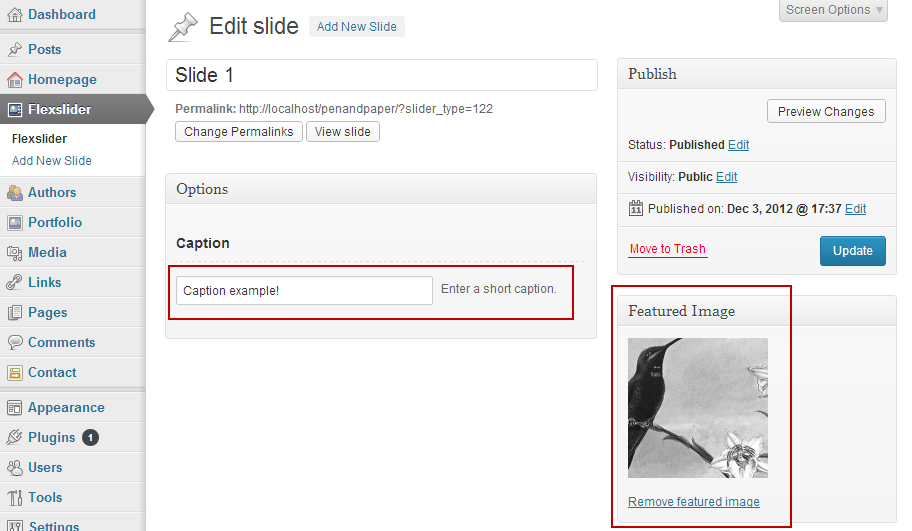 Dashboard
Posts
Homepage
Flexslider
Flexslider
Add New Slide
Authors
Portfolio
Media
Links
Pages
Comments
Contact
Appearance
Plugins 1
Users
Tools
Settings
Screen Options
Edit slide Add New Slide
Slide 1
Permalink: http://localhost/penandpaper/?slider_type=122
Change Permalinks View slide
Options
Caption
Caption example! Enter a short caption.
Publish
Preview Changes
Status: Published Edit
Visibility: Public Edit
11 Published on: Dec 3, 2012 @ 17:37 Edit
Move to Trash Update
Featured Image
Remove featured image